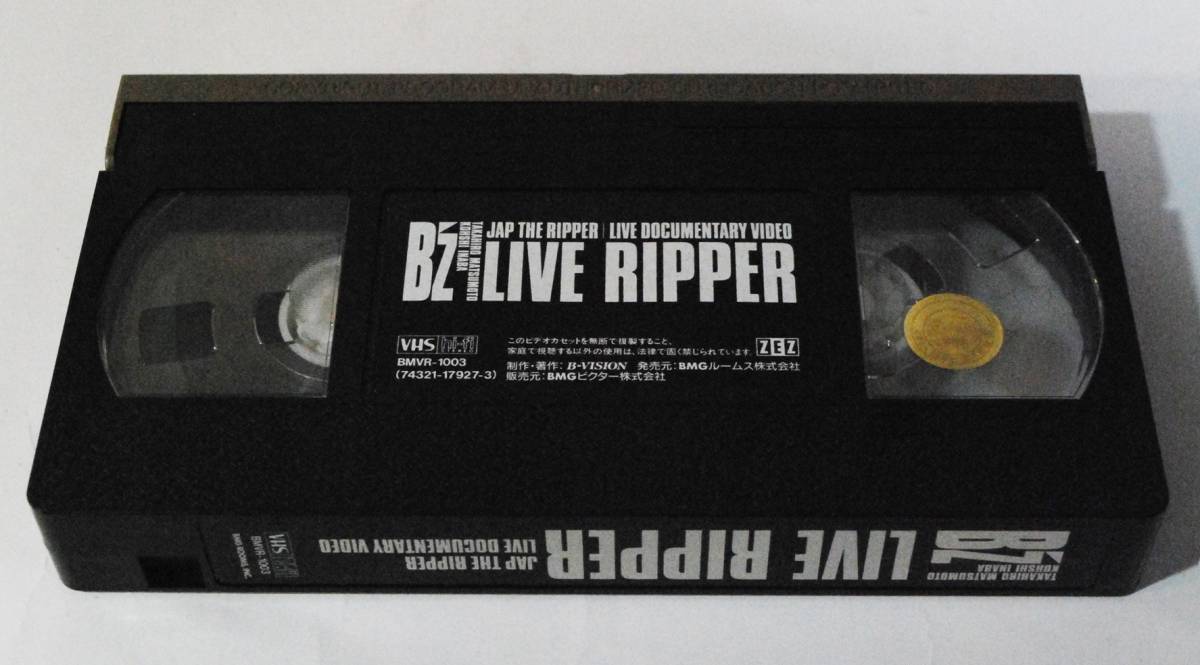 B'z
TAKAHIRO MATSUMOTO
KOHSHI INABA
JAP THE RIPPER | LIVE DOCUMENTARY VIDEO
LIVE RIPPER
VHS hi-fi
BMVR-1003
(74321-17927-3)
このビデオカセットを無断で複製すること、
家庭で視聴する以外の使用は、法律で固く禁じられています。
ZEZ
制作・著作：B-VISION 発売元：BMGルームス株式会社
販売元：BMGビクター株式会社
B'z
TAKAHIRO MATSUMOTO
KOHSHI INABA
LIVE RIPPER
JAP THE RIPPER
LIVE DOCUMENTARY VIDEO
VHS
BMVR-1003